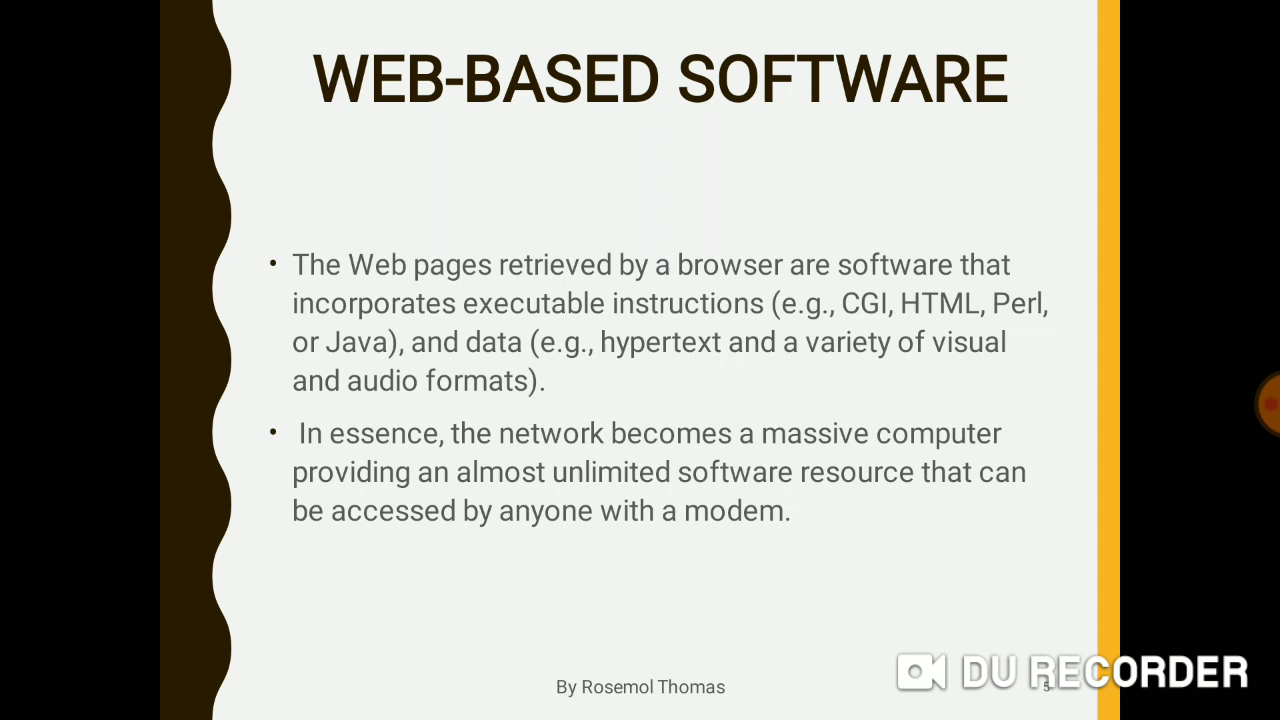 WEB-BASED SOFTWARE
• The Web pages retrieved by a browser are software that
incorporates executable instructions (e.g., CGI, HTML, Perl,
or Java), and data (e.g., hypertext and a variety of visual
and audio formats).
• In essence, the network becomes a massive computer
providing an almost unlimited software resource that can
be accessed by anyone with a modem.
By Rosemol Thomas
5
DU RECORDER